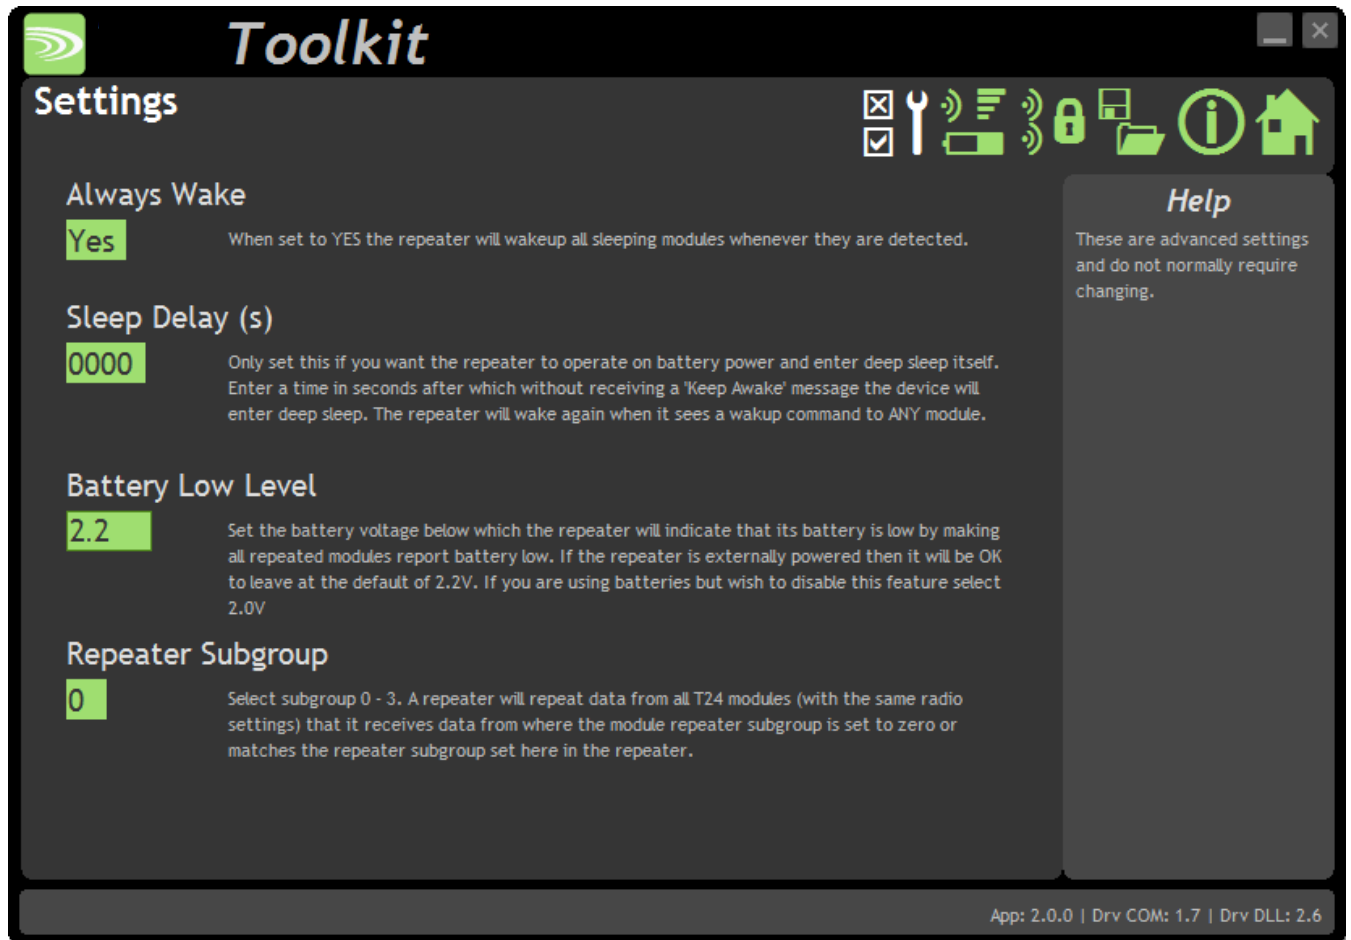 Toolkit
Settings
Always Wake
Yes
When set to YES the repeater will wakeup all sleeping modules whenever they are detected.
Sleep Delay (s)
0000
Only set this if you want the repeater to operate on battery power and enter deep sleep itself.
Enter a time in seconds after which without receiving a 'Keep Awake' message the device will
enter deep sleep. The repeater will wake again when it sees a wakup command to ANY module.
Battery Low Level
2.2
Set the battery voltage below which the repeater will indicate that its battery is low by making
all repeated modules report battery low. If the repeater is externally powered then it will be OK
to leave at the default of 2.2V. If you are using batteries but wish to disable this feature select
2.0V
Repeater Subgroup
0
Select subgroup 0 - 3. A repeater will repeat data from all T24 modules (with the same radio
settings) that it receives data from where the module repeater subgroup is set to zero or
matches the repeater subgroup set here in the repeater.
Help
These are advanced settings
and do not normally require
changing.
App: 2.0.0 | Drv COM: 1.7 | Drv DLL: 2.6